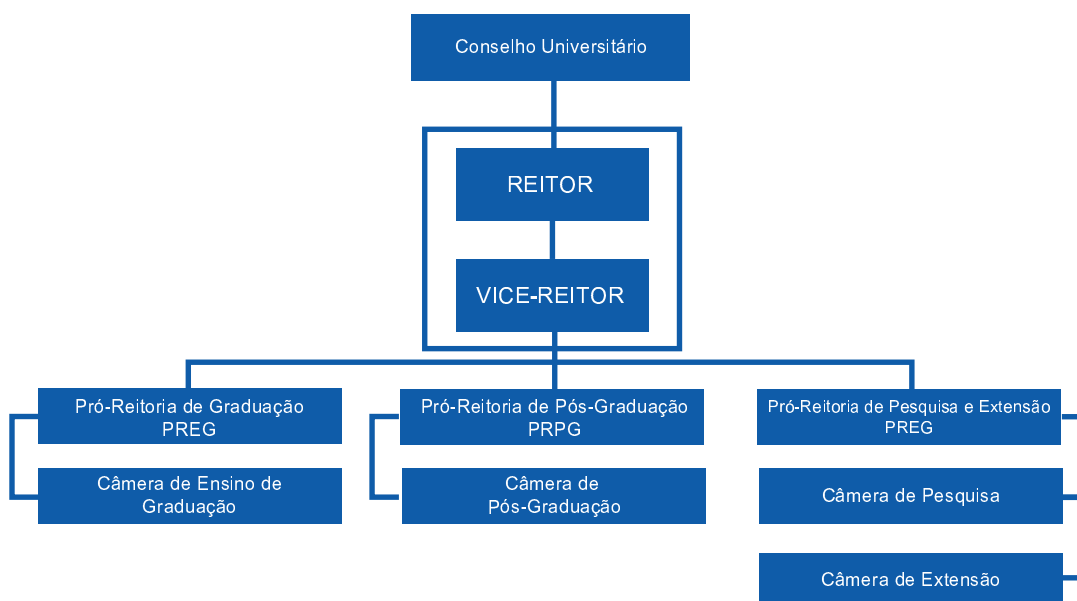 Conselho Universitário
REITOR
VICE-REITOR
Pró-Reitoria de Graduação
PREG
Câmera de Ensino de
Graduação
Pró-Reitoria de Pós-Graduação
PRPG
Câmera de
Pós-Graduação
Pró-Reitoria de Pesquisa e Extensão
PREG
Câmera de Pesquisa
Câmera de Extensão